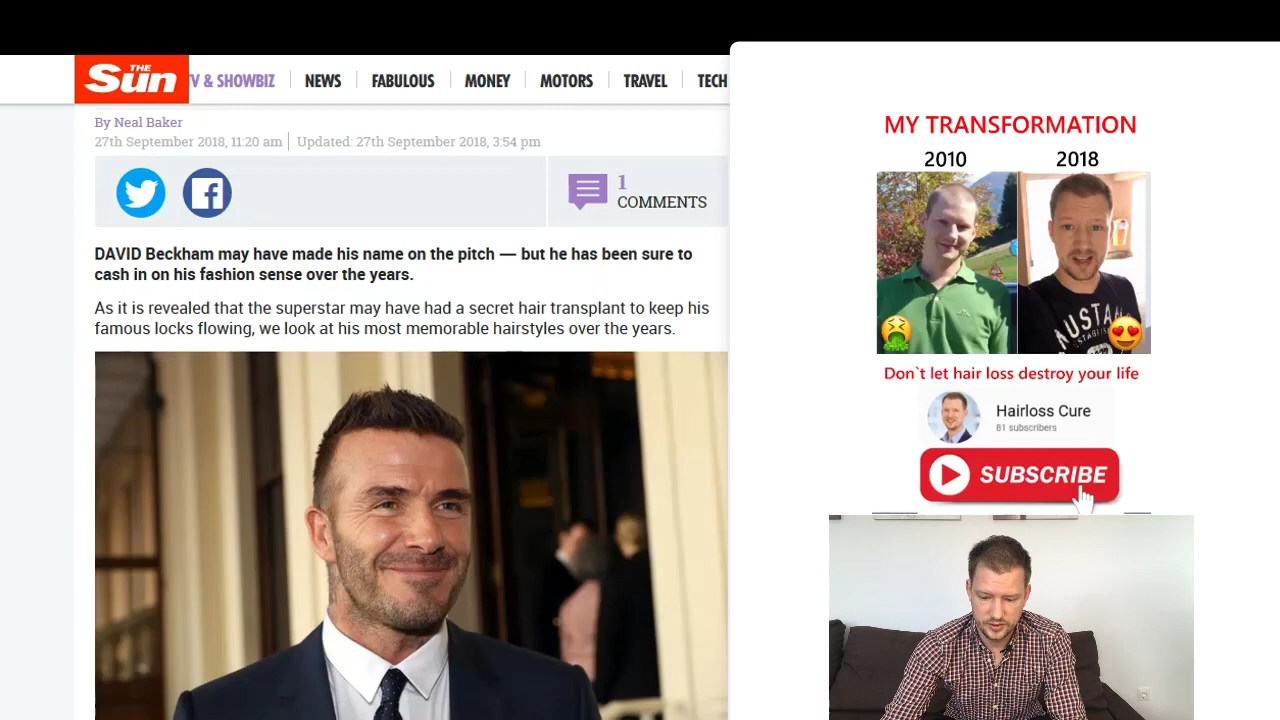 THE
Sun
TV & SHOWBIZ
NEWS
FABULOUS
MONEY
MOTORS
TRAVEL
TECH
By Neal Baker
27th September 2018, 11:20 am
Updated: 27th September 2018, 3:54 pm
1
COMMENTS
DAVID Beckham may have made his name on the pitch — but he has been sure to
cash in on his fashion sense over the years.
As it is revealed that the superstar may have had a secret hair transplant to keep his
famous locks flowing, we look at his most memorable hairstyles over the years.
MY TRANSFORMATION
2010
2018
MUSTA
Don`t let hair loss destroy your life
Hairloss Cure
81 subscribers
SUBSCRIBE